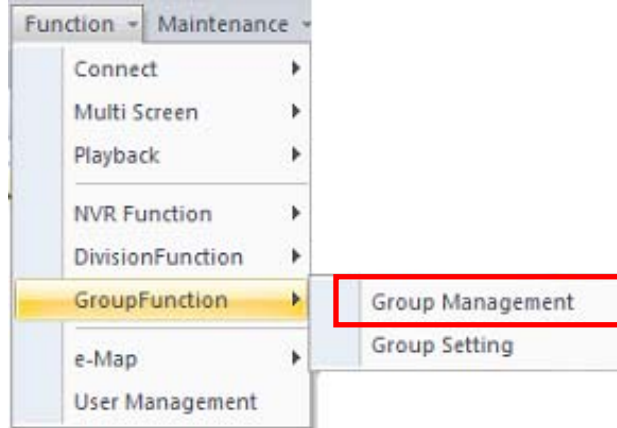 Function Maintenance
Connect
Multi Screen
Playback
NVR Function
DivisionFunction
GroupFunction
Group Management
Group Setting
e-Map
User Management